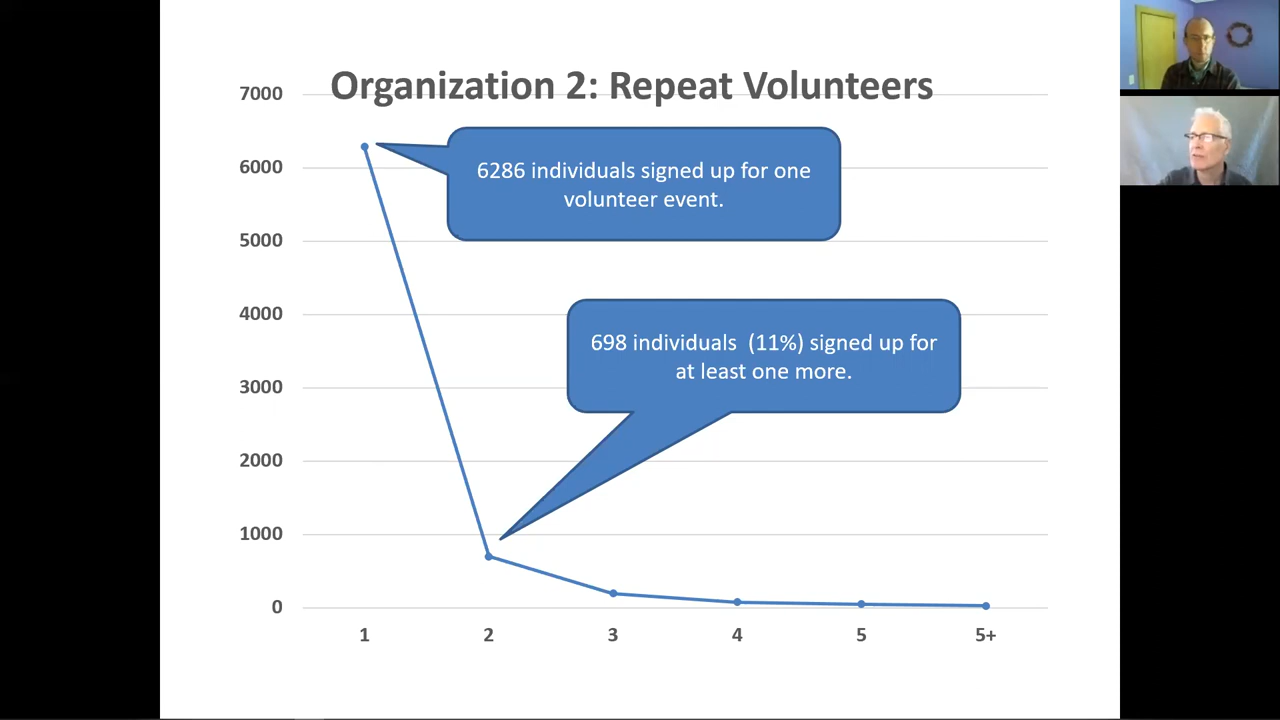 Organization 2: Repeat Volunteers
7000
6000
5000
4000
3000
2000
1000
0
6286 individuals signed up for one
volunteer event.
698 individuals (11%) signed up for
at least one more.
1 2 3 4 5 5+